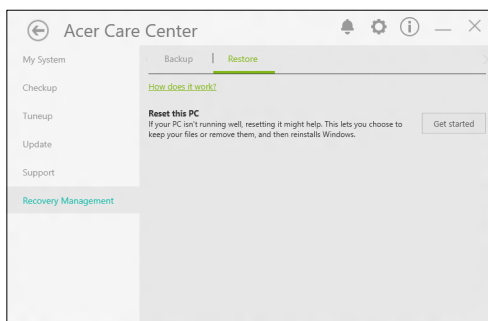 Acer Care Center
My System
Backup
Restore
Checkup
How does it work?
Tuneup
Reset this PC
If your PC isn't running well, resetting it might help. This lets you choose to
keep your files or remove them, and then reinstalls Windows.
Get started
Update
Support
Recovery Management